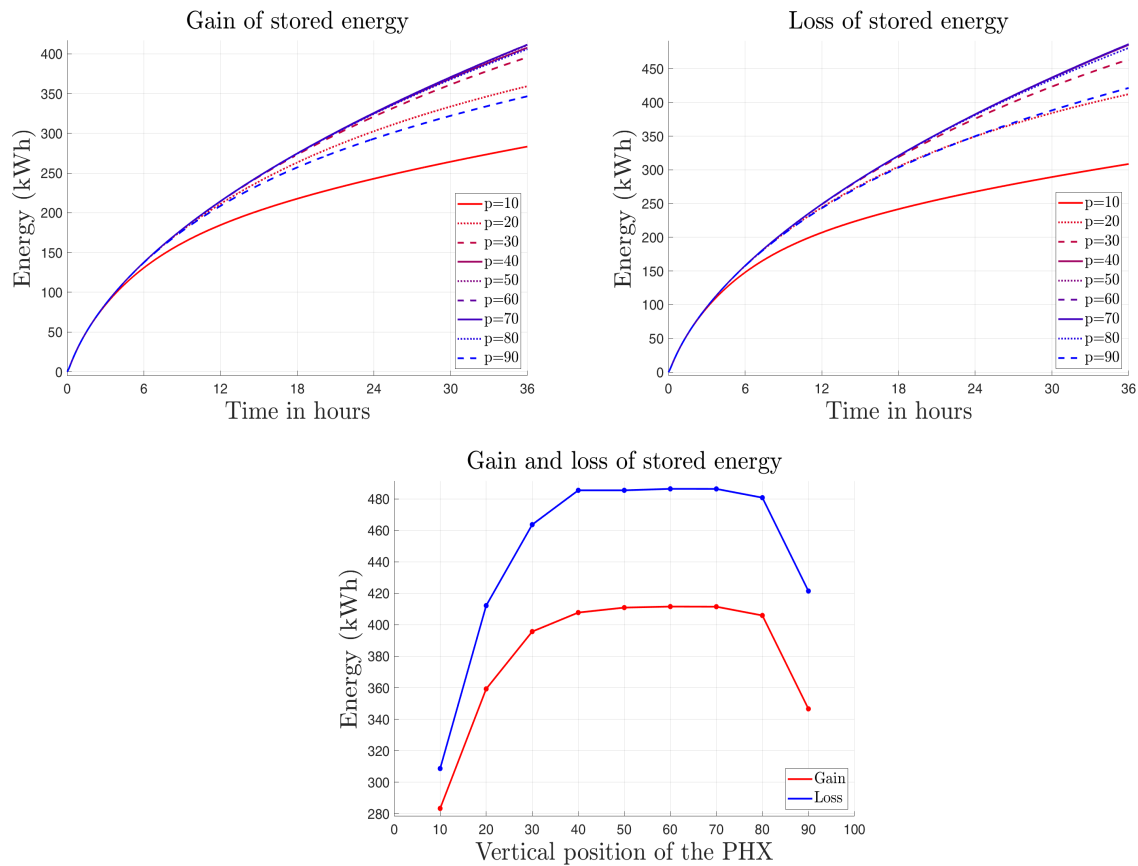 Gain of stored energy
Energy (kWh)
400
350
300
250
200
150
100
50
0
0 6 12 18 24 30 36
Time in hours
p=10
p=20
p=30
p=40
p=50
p=60
p=70
p=80
p=90
Loss of stored energy
Energy (kWh)
450
400
350
300
250
200
150
100
50
0
0 6 12 18 24 30 36
Time in hours
p=10
p=20
p=30
p=40
p=50
p=60
p=70
p=80
p=90
Gain and loss of stored energy
Energy (kWh)
480
460
440
420
400
380
360
340
320
300
280
0 10 20 30 40 50 60 70 80 90 100
Vertical position of the PHX
Gain
Loss